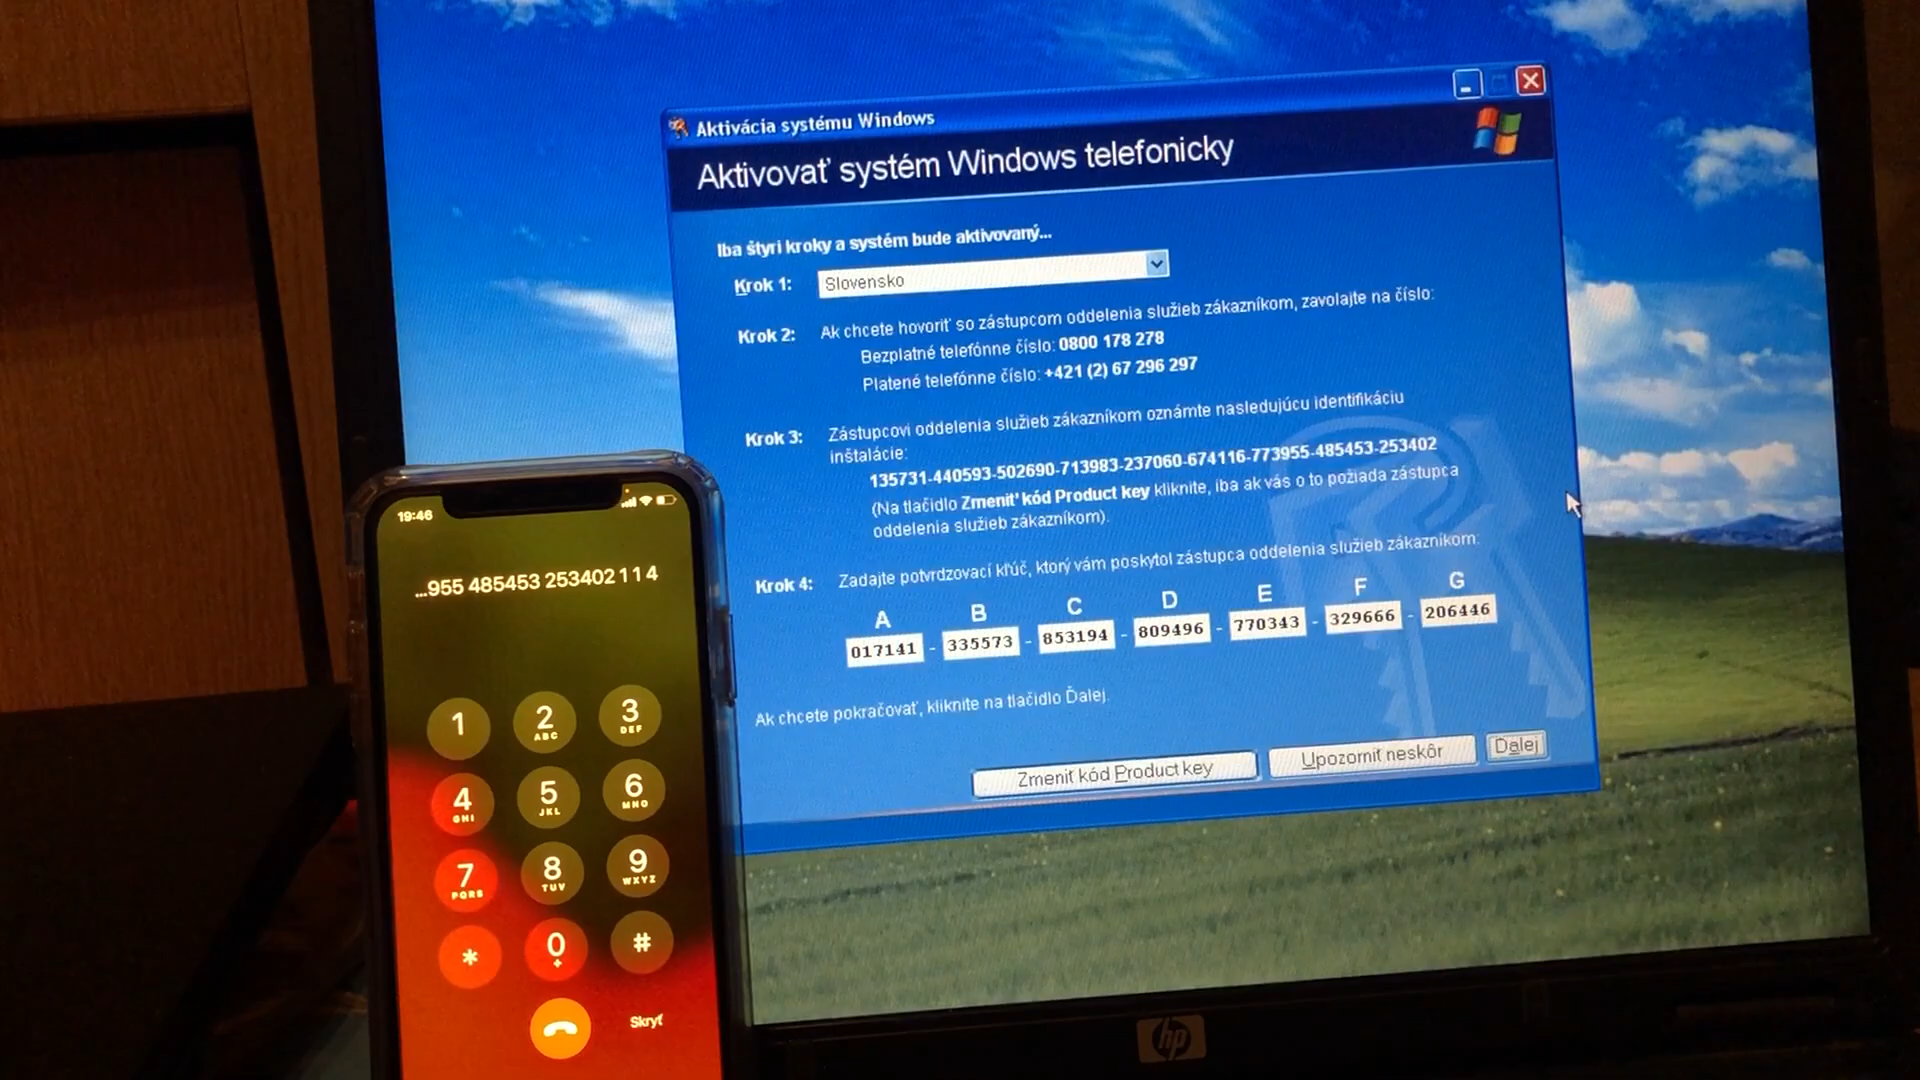 Aktivácia systému Windows
Aktivovať systém Windows telefonicky
Iba štyri kroky a systém bude aktivovaný...
Krok 1: Slovensko
Krok 2: Ak chcete hovoriť so zástupcom oddelenia služieb zákazníkom, zavolajte na číslo:
Bezplatné telefónne číslo: 0800 178 278
Platené telefónne číslo: +421 (2) 67 296 297
Krok 3: Zástupcovi oddelenia služieb zákazníkom oznámte nasledujúcu identifikáciu
inštalácie:
135731-440593-502690-713983-237060-674116-773955-485453-253402
(Na tlačidlo Zmeniť kód Product key kliknite, iba ak vás o to požiada zástupca
oddelenia služieb zákazníkom).
Krok 4: Zadajte potvrdzovací kľúč, ktorý vám poskytol zástupca oddelenia služieb zákazníkom:
A B C D E F G
017141 - 335573 - 853194 - 809496 - 770343 - 329666 - 206446
Ak chcete pokračovať, kliknite na tlačidlo Ďalej.
Zmeniť kód Product key Upozorniť neskôr Ďalej
19:46
...955 485453 253402 1 1 4
1 2 3
ABC DEF
4 5 6
GHI JKL MNO
7 8 9
PQRS TUV WXYZ
* 0 #
+
Skryť
hp